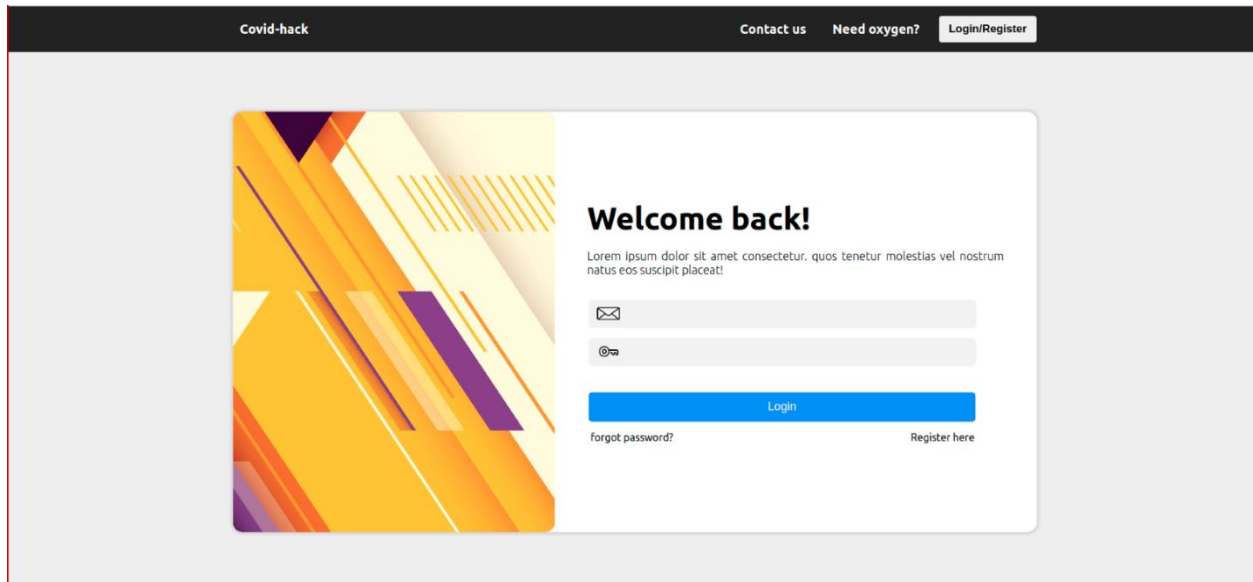 Covid-hack
Contact us
Need oxygen?
Login/Register
Welcome back!
Lorem ipsum dolor sit amet consectetur. quos tenetur molestias vel nostrum
natus eos suscipit placeat!
Login
forgot password?
Register here